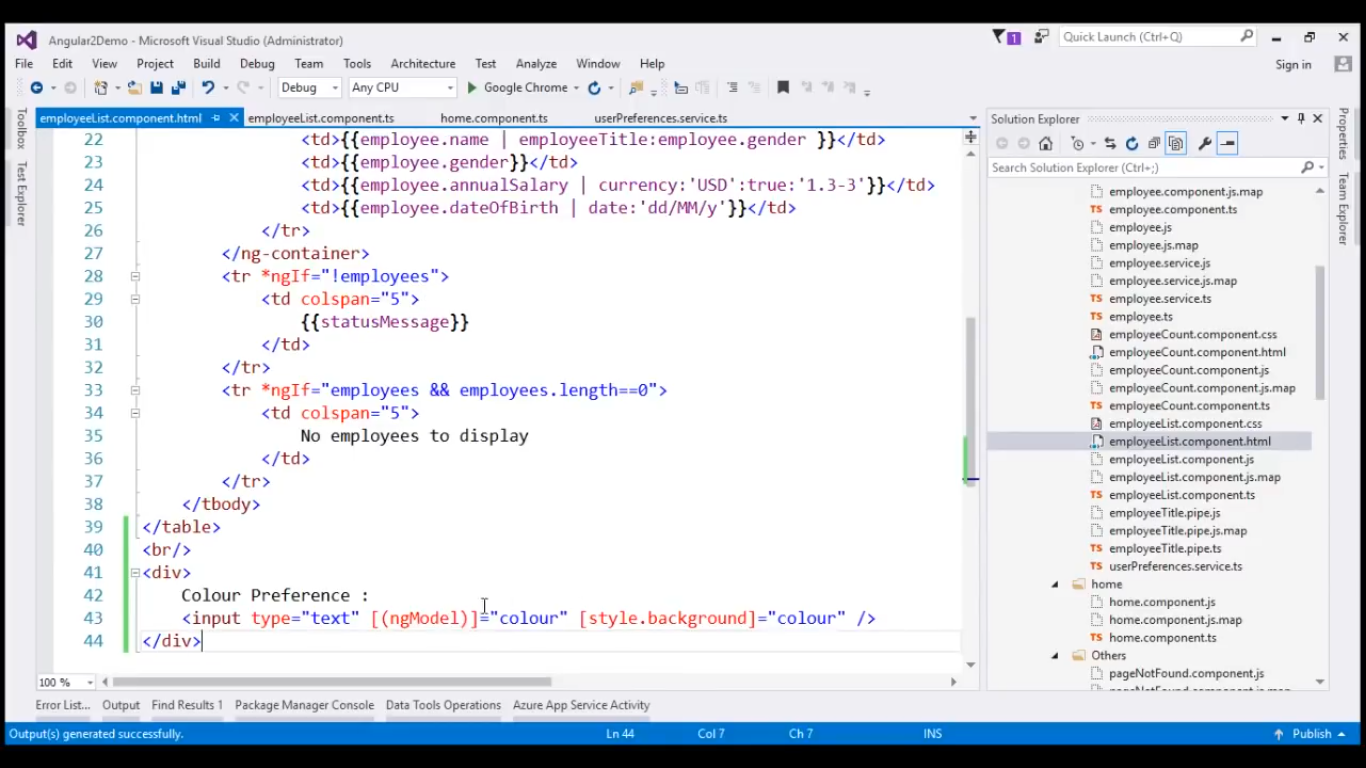 Angular2Demo - Microsoft Visual Studio (Administrator)
1
Quick Launch (Ctrl+Q)
File Edit View Project Build Debug Team Tools Architecture Test Analyze Window Help
Sign in
Debug Any CPU Google Chrome
Toolbox
Test Explorer
employeeList.component.html employeeList.component.ts home.component.ts userPreferences.service.ts
22 <td>{{employee.name | employeeTitle:employee.gender }}</td>
23 <td>{{employee.gender}}</td>
24 <td>{{employee.annualSalary | currency:'USD':true:'1.3-3'}}</td>
25 <td>{{employee.dateOfBirth | date:'dd/MM/y'}}</td>
26 </tr>
27 </ng-container>
28 <tr *ngIf="!employees">
29 <td colspan="5">
30 {{statusMessage}}
31 </td>
32 </tr>
33 <tr *ngIf="employees && employees.length==0">
34 <td colspan="5">
35 No employees to display
36 </td>
37 </tr>
38 </tbody>
39 </table>
40 <br/>
41 <div>
42 Colour Preference :
43 <input type="text" [(ngModel)]="colour" [style.background]="colour" />
44 </div>
100 %
Solution Explorer
Search Solution Explorer (Ctrl+;)
employee.component.js.map
TS employee.component.ts
employee.js
employee.js.map
employee.service.js
employee.service.js.map
TS employee.service.ts
TS employee.ts
employeeCount.component.css
employeeCount.component.html
employeeCount.component.js
employeeCount.component.js.map
TS employeeCount.component.ts
employeeList.component.css
employeeList.component.html
employeeList.component.js
employeeList.component.js.map
TS employeeList.component.ts
employeeTitle.pipe.js
employeeTitle.pipe.js.map
TS employeeTitle.pipe.ts
TS userPreferences.service.ts
home
home.component.js
home.component.js.map
TS home.component.ts
Others
pageNotFound.component.js
Properties
Team Explorer
Error List... Output Find Results 1 Package Manager Console Data Tools Operations Azure App Service Activity
Output(s) generated successfully. Ln 44 Col 7 Ch 7 INS Publish